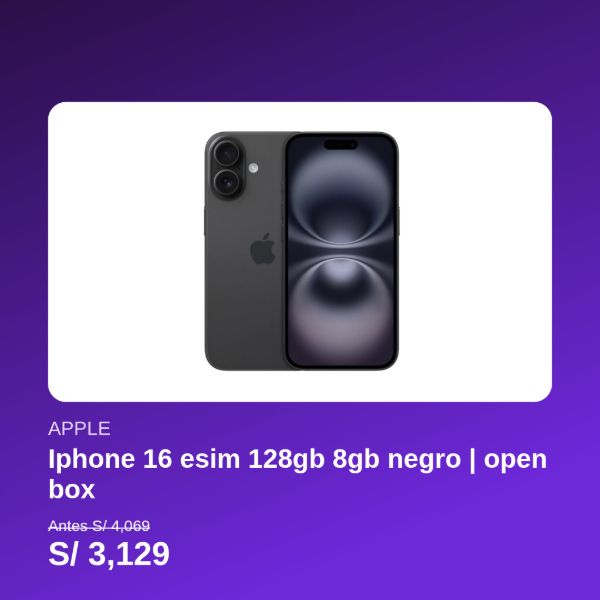 APPLE
Iphone 16 esim 128gb 8gb negro | open
box
Antes S/ 4,069
S/ 3,129